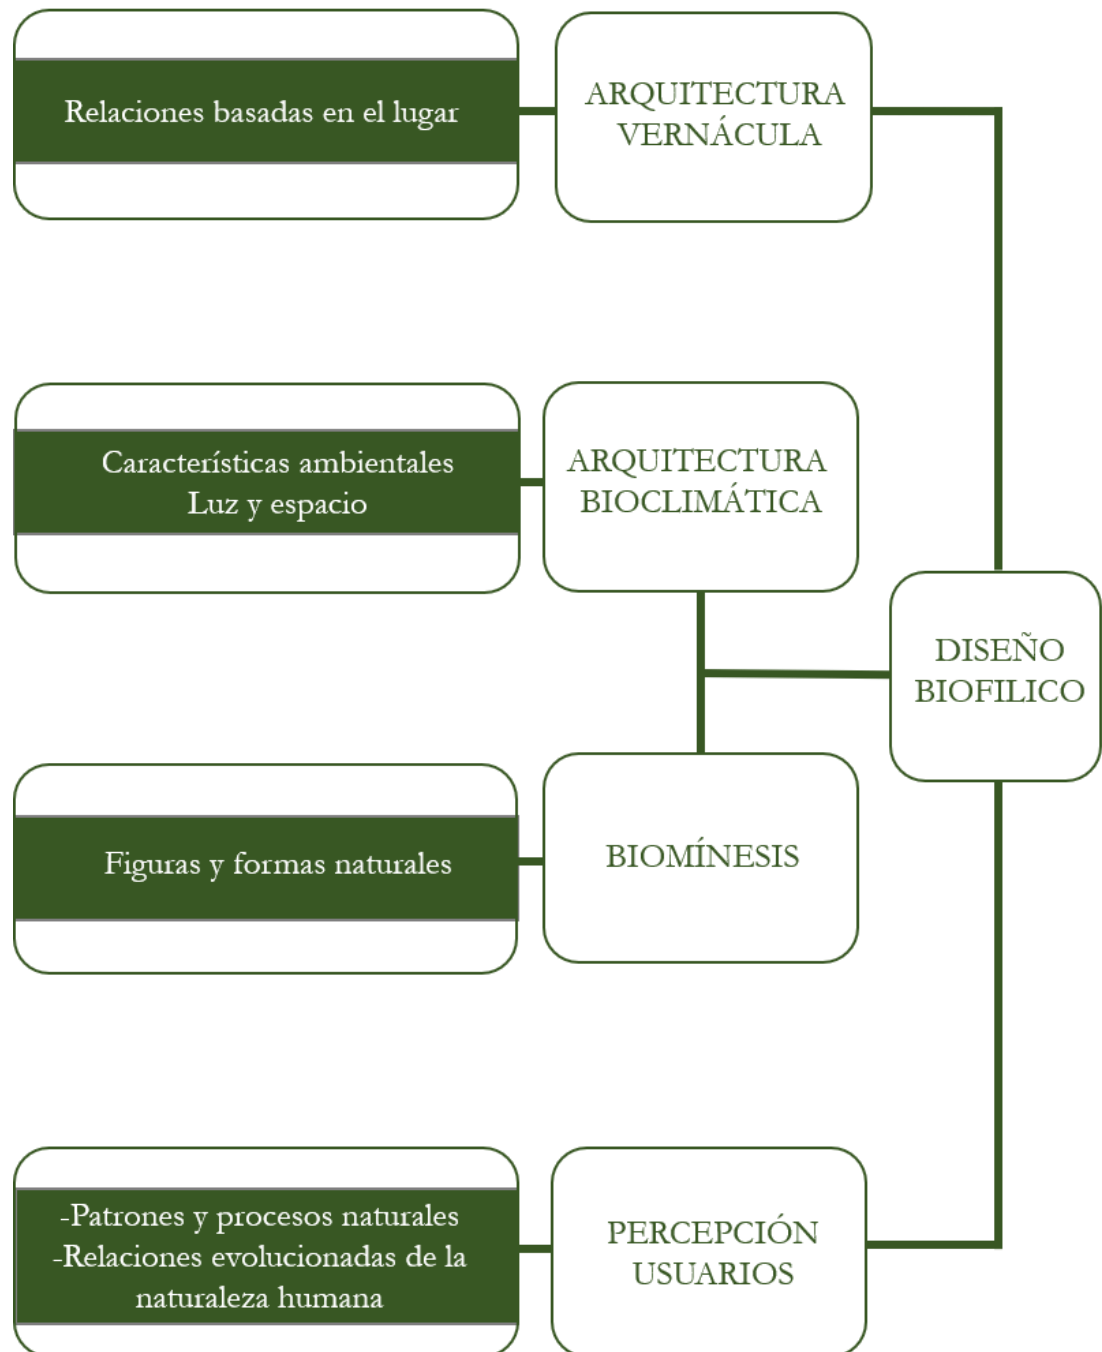 Relaciones basadas en el lugar
ARQUITECTURA
VERNÁCULA
Características ambientales
Luz y espacio
ARQUITECTURA
BIOCLIMÁTICA
DISEÑO
BIOFILICO
Figuras y formas naturales
BIOMÍNESIS
-Patrones y procesos naturales
-Relaciones evolucionadas de la
naturaleza humana
PERCEPCIÓN
USUARIOS